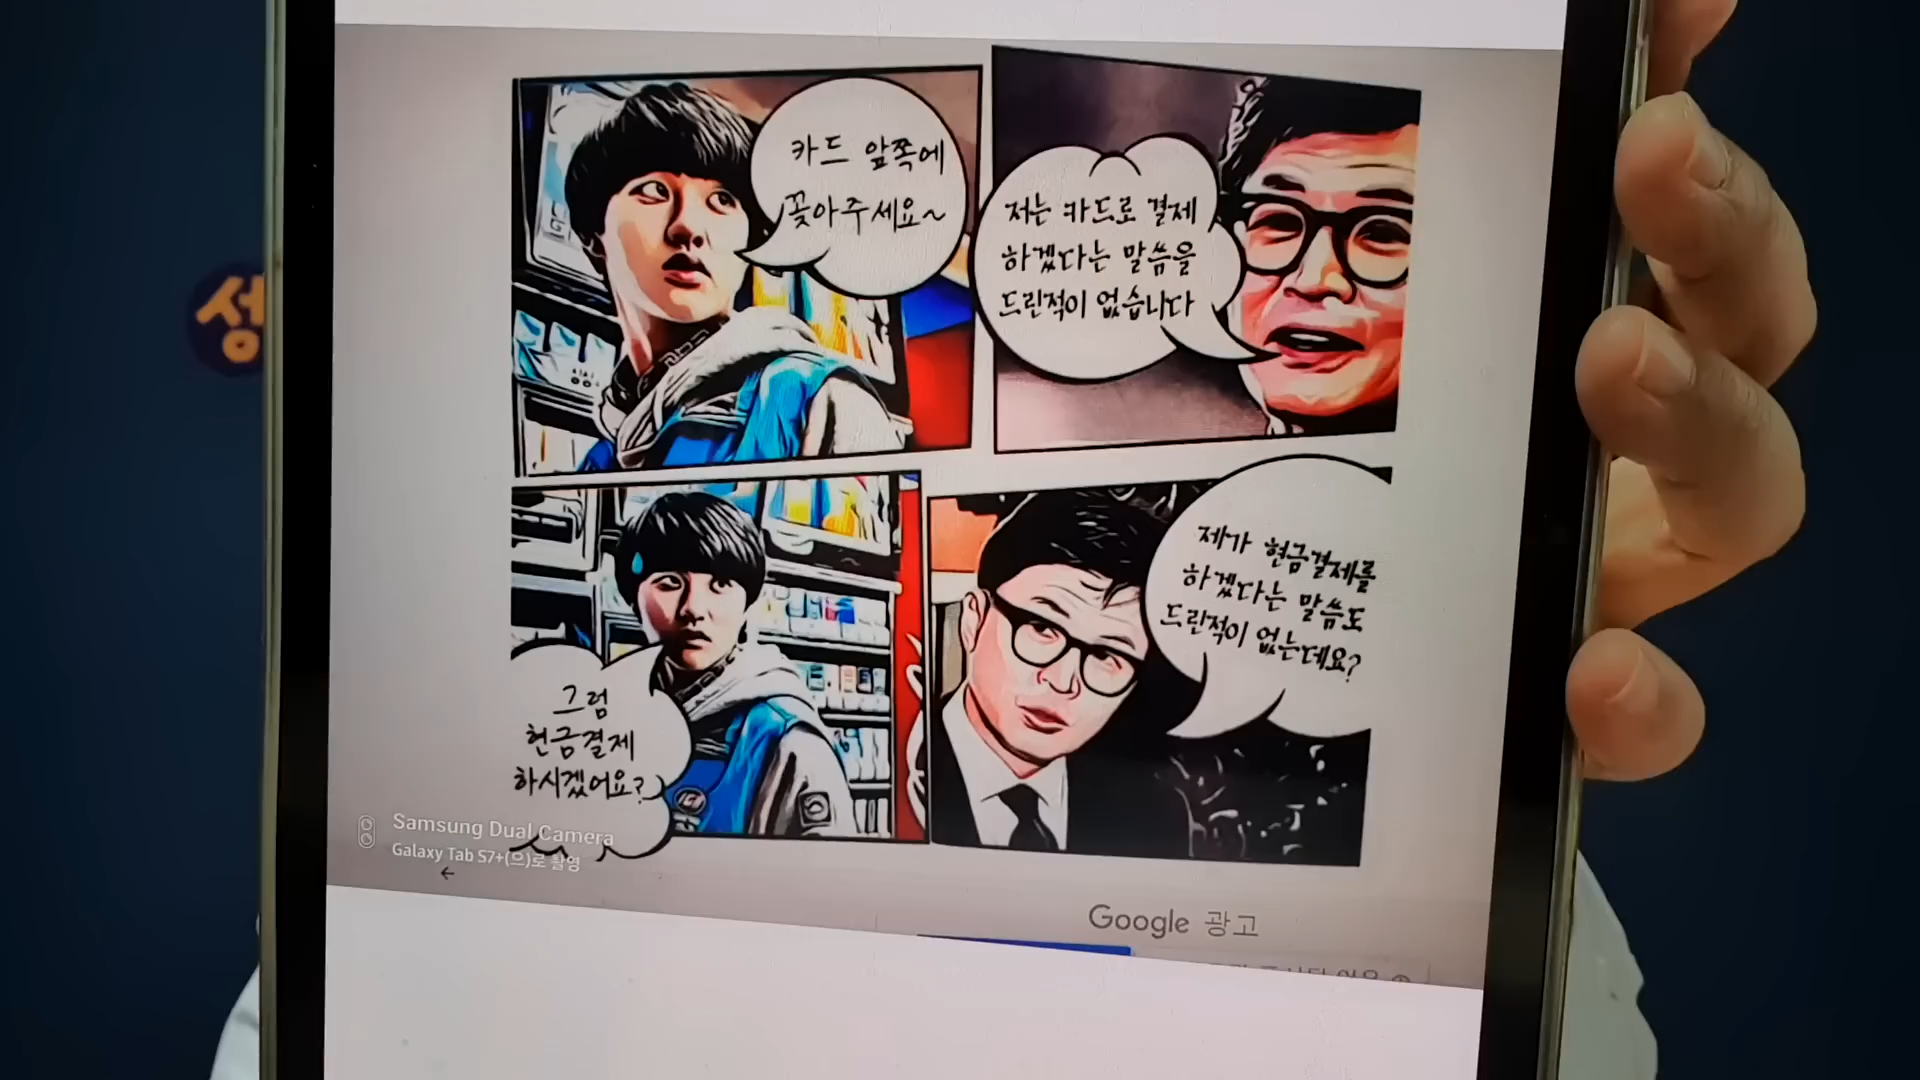 성
카드 앞쪽에
꽂아주세요~
저는 카드로 결제
하겠다는 말씀을
드린적이 없습니다
그럼
현금결제
하시겠어요?
제가 현금결제를
하겠다는 말씀도
드린적이 없는데요?
Samsung Dual Camera
Galaxy Tab S7+(으)로 촬영
Google 광고